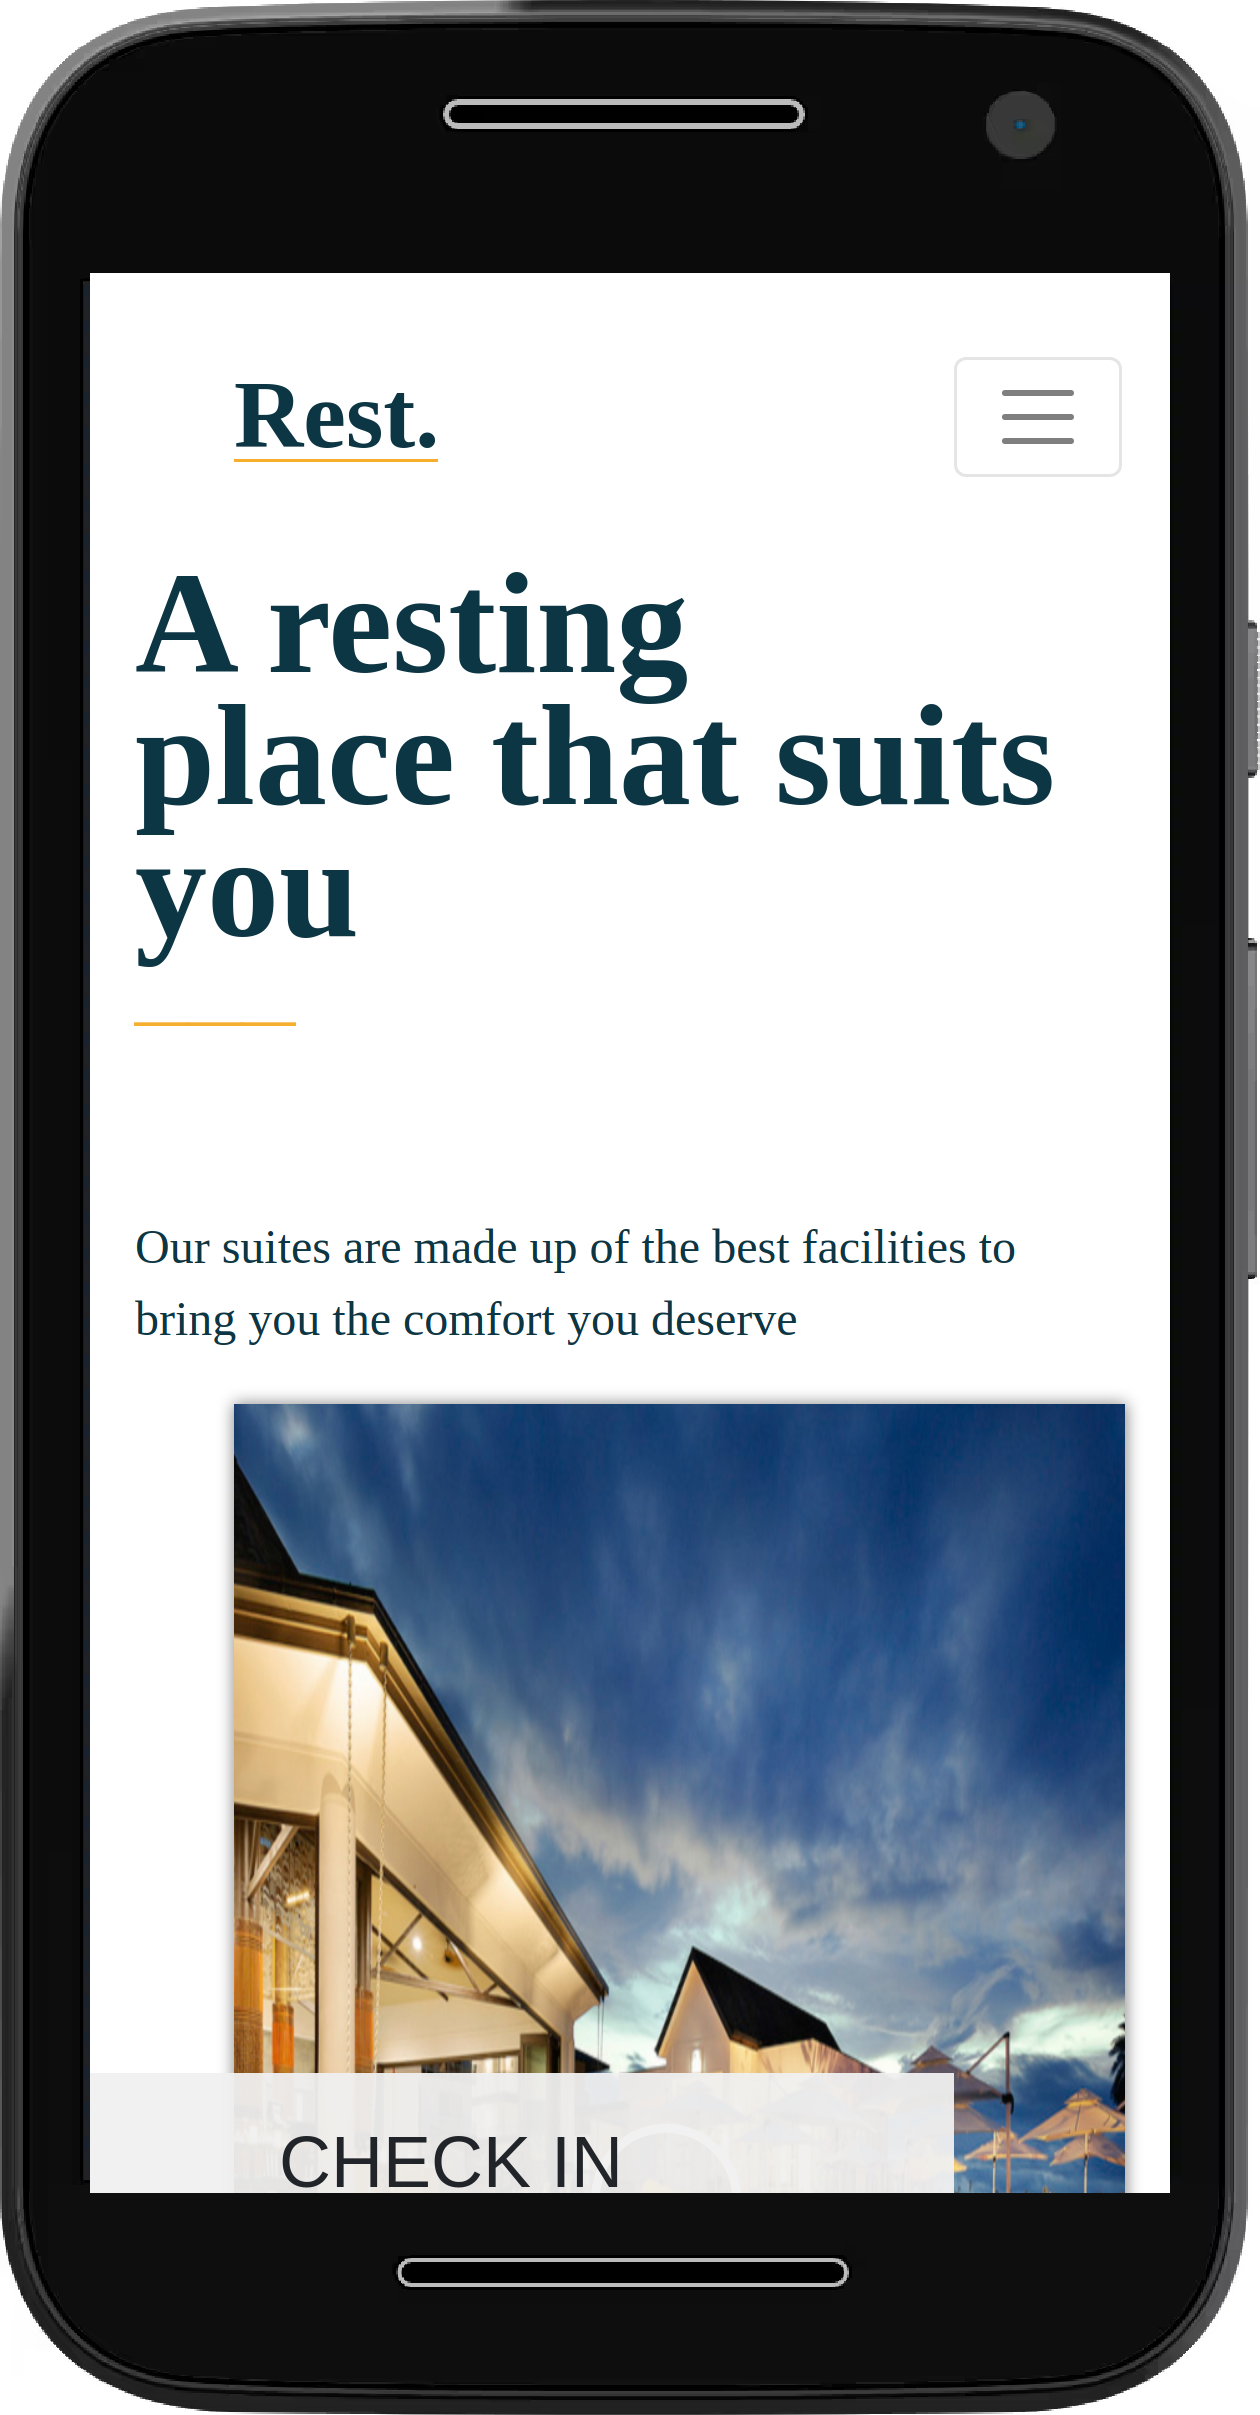 Rest.
A resting
place that suits
you
Our suites are made up of the best facilities to
bring you the comfort you deserve
CHECK IN